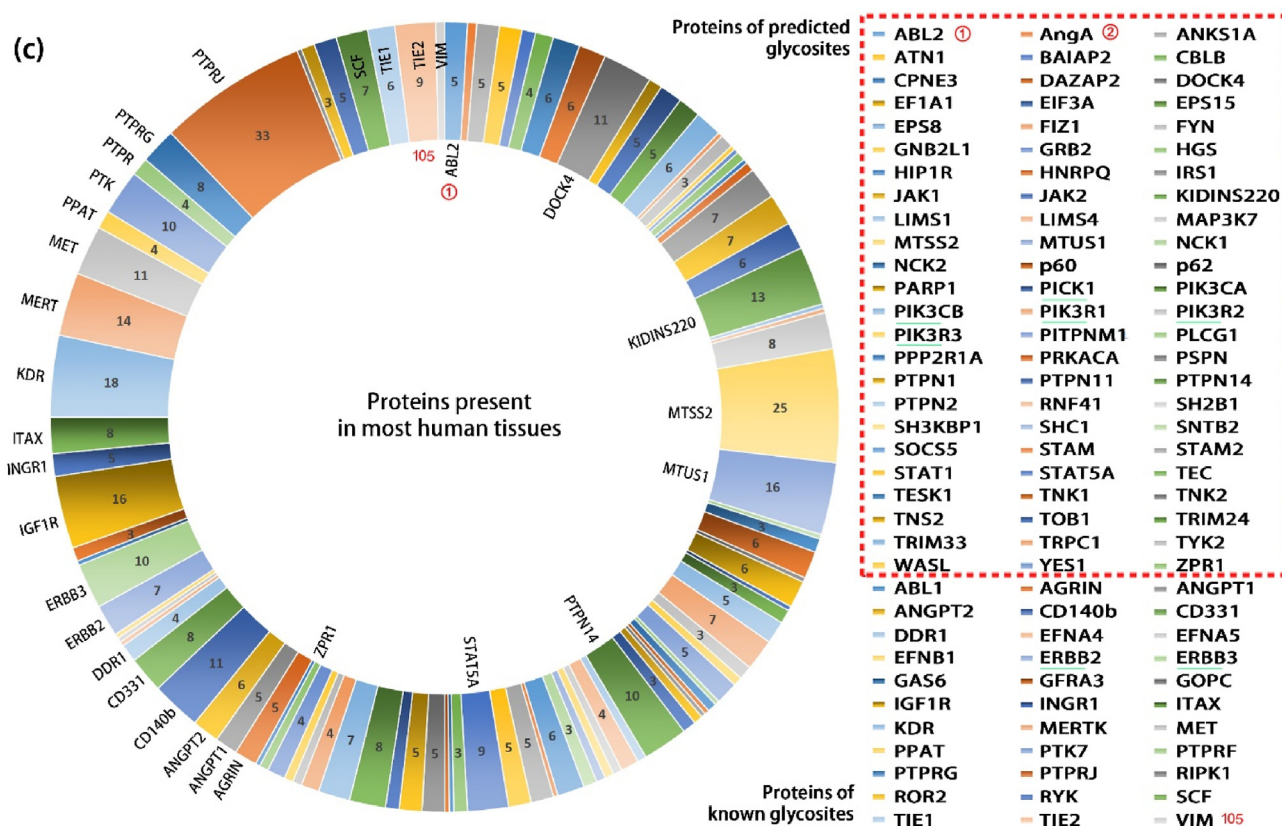 (c)
Proteins of predicted glycosites
ABL2 ① AngA ② ANKS1A
ATN1 BAIAP2 CBLB
CPNE3 DAZAP2 DOCK4
EF1A1 EIF3A EPS15
EPS8 FIZ1 FYN
GNB2L1 GRB2 HGS
HIP1R HNRPQ IRS1
JAK1 JAK2 KIDINS220
LIMS1 LIMS4 MAP3K7
MTSS2 MTUS1 NCK1
NCK2 p60 p62
PARP1 PICK1 PIK3CA
PIK3CB PIK3R1 PIK3R2
PIK3R3 PITPNM1 PLCG1
PPP2R1A PRKACA PSPN
PTPN1 PTPN11 PTPN14
PTPN2 RNF41 SH2B1
SH3KBP1 SHC1 SNTB2
SOCS5 STAM STAM2
STAT1 STAT5A TEC
TESK1 TNK1 TNK2
TNS2 TOB1 TRIM24
TRIM33 TRPC1 TYK2
WASL YES1 ZPR1
ABL1 AGRIN ANGPT1
ANGPT2 CD140b CD331
DDR1 EFNA4 EFNA5
EFNB1 ERBB2 ERBB3
GAS6 GFRA3 GOPC
IGF1R INGR1 ITAX
KDR MERTK MET
PPAT PTK7 PTPRF
PTPRG PTPRJ RIPK1
ROR2 RYK SCF
TIE1 TIE2 VIM 105
Proteins of known glycosites
Proteins present
in most human tissues
105
①
ABL2
5
5
5
4
6
6
DOCK4
11
5
5
6
3
7
7
6
KIDINS220
13
8
MTSS2
25
MTUS1
16
3
6
6
3
5
7
3
5
3
PTPN14
10
4
3
6
5
5
STAT5A
9
3
5
5
8
7
4
4
ZPR1
AGRIN
5
ANGPT1
5
ANGPT2
6
CD140b
11
CD331
8
DDR1
4
ERBB2
7
ERBB3
10
3
IGF1R
16
INGR1
5
ITAX
8
KDR
18
MERT
14
MET
11
PPAT
4
PTK
10
PTPR
4
PTPRG
8
PTPRJ
33
3
5
SCF
7
TIE1
6
TIE2
9
VIM